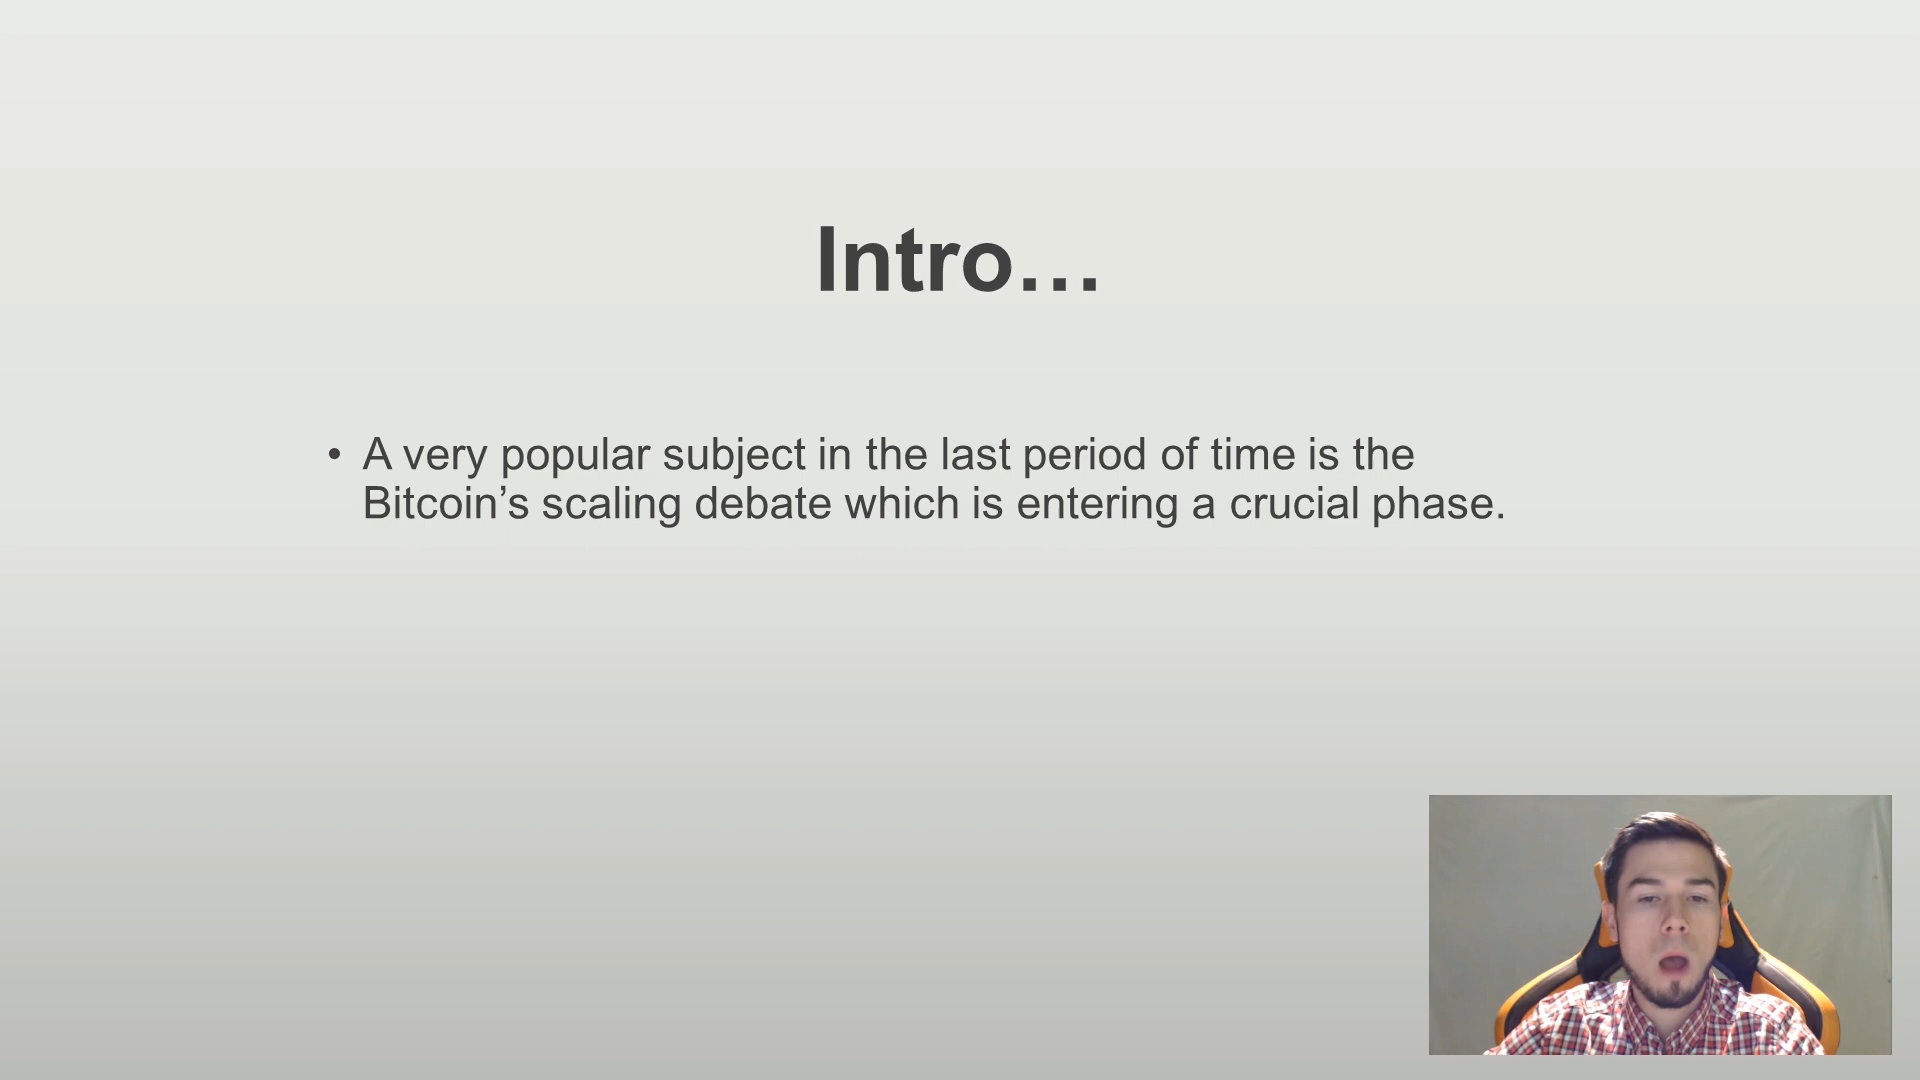 Intro…
• A very popular subject in the last period of time is the
Bitcoin’s scaling debate which is entering a crucial phase.